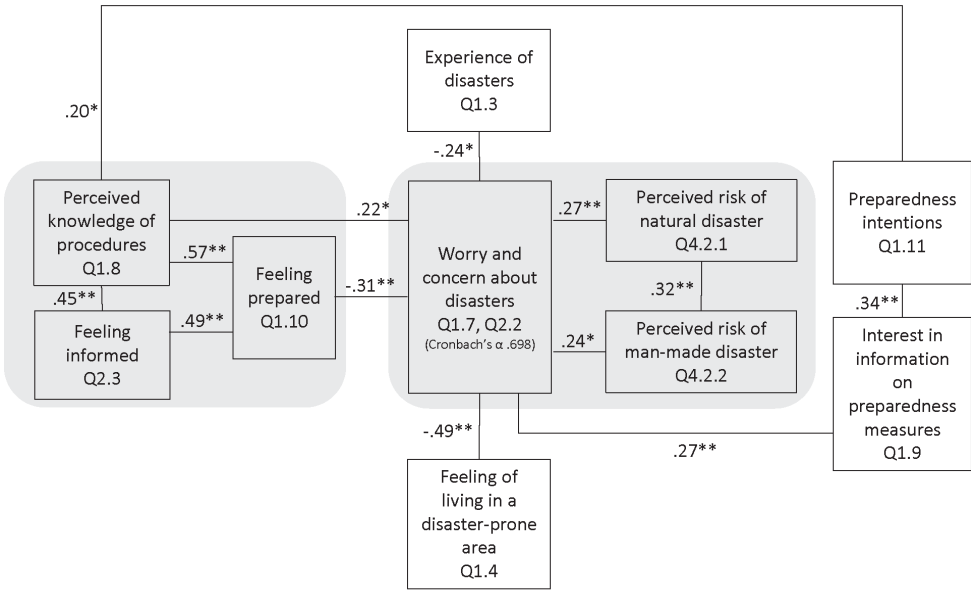 Experience of
disasters
Q1.3
.20*
-.24*
Perceived
knowledge of
procedures
Q1.8
.22*
.57**
Feeling
prepared
Q1.10
-.31**
.45**
.49**
Feeling
informed
Q2.3
Worry and
concern about
disasters
Q1.7, Q2.2
(Cronbach's α .698)
.27**
Perceived risk of
natural disaster
Q4.2.1
.32**
.24*
Perceived risk of
man-made disaster
Q4.2.2
Preparedness
intentions
Q1.11
.34**
Interest in
information
on
preparedness
measures
Q1.9
.27**
-.49**
Feeling of
living in a
disaster-prone
area
Q1.4